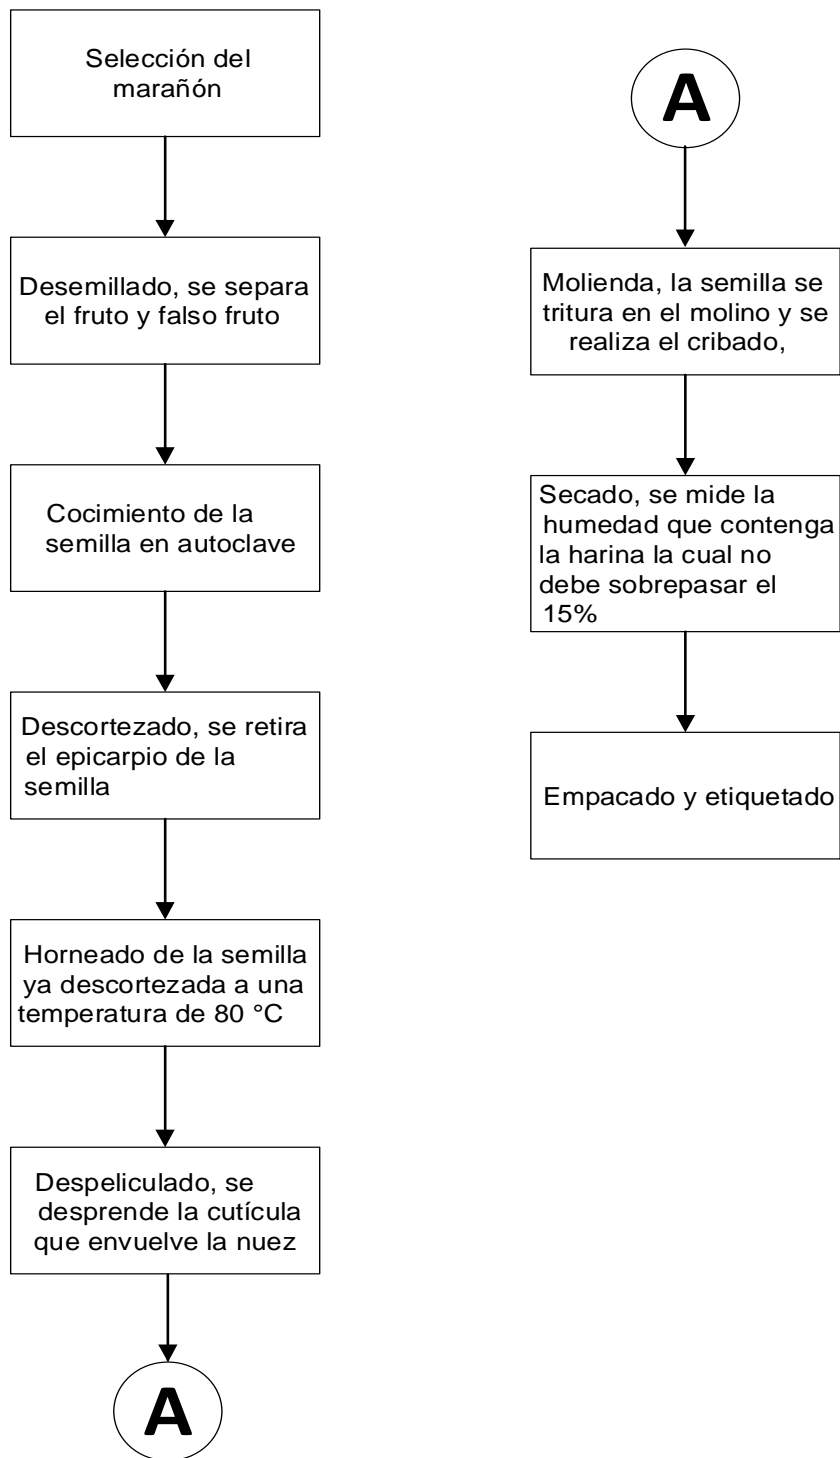 Selección del
marañón
Desemillado, se separa
el fruto y falso fruto
Cocimiento de la
semilla en autoclave
Descortezado, se retira
el epicarpio de la
semilla
Horneado de la semilla
ya descortezada a una
temperatura de 80 °C
Despeliculado, se
desprende la cutícula
que envuelve la nuez
A
A
Molienda, la semilla se
tritura en el molino y se
realiza el cribado,
Secado, se mide la
humedad que contenga
la harina la cual no
debe sobrepasar el
15%
Empacado y etiquetado